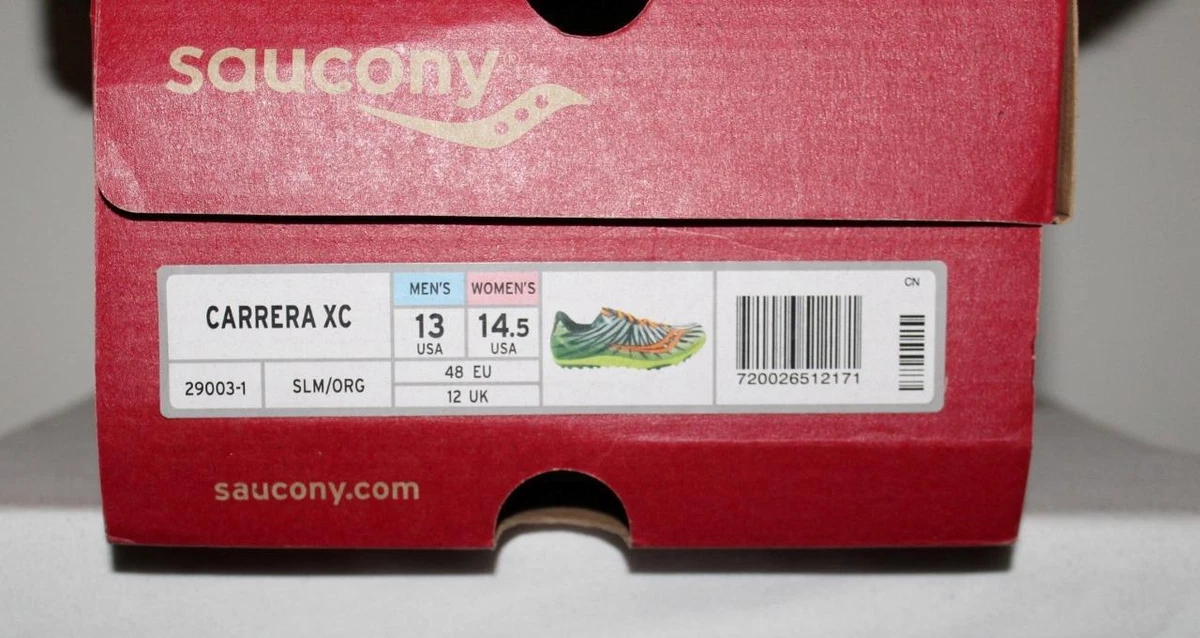 saucony®
CARRERA XC
29003-1
SLM/ORG
MEN'S
WOMEN'S
13
USA
14.5
USA
48 EU
12 UK
720026512171
CN
saucony.com